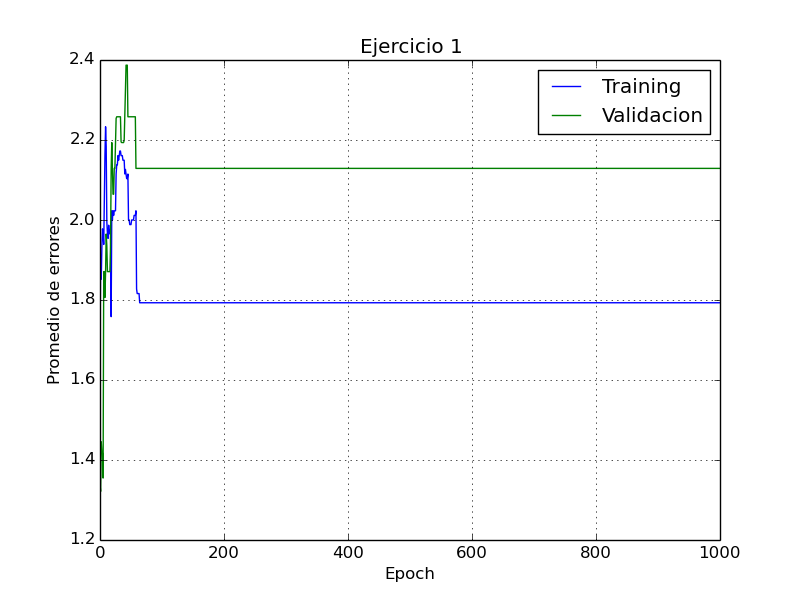 Ejercicio 1
2.4
2.2
2.0
1.8
1.6
1.4
1.2
Promedio de errores
Training
Validacion
0
200
400
600
800
1000
Epoch